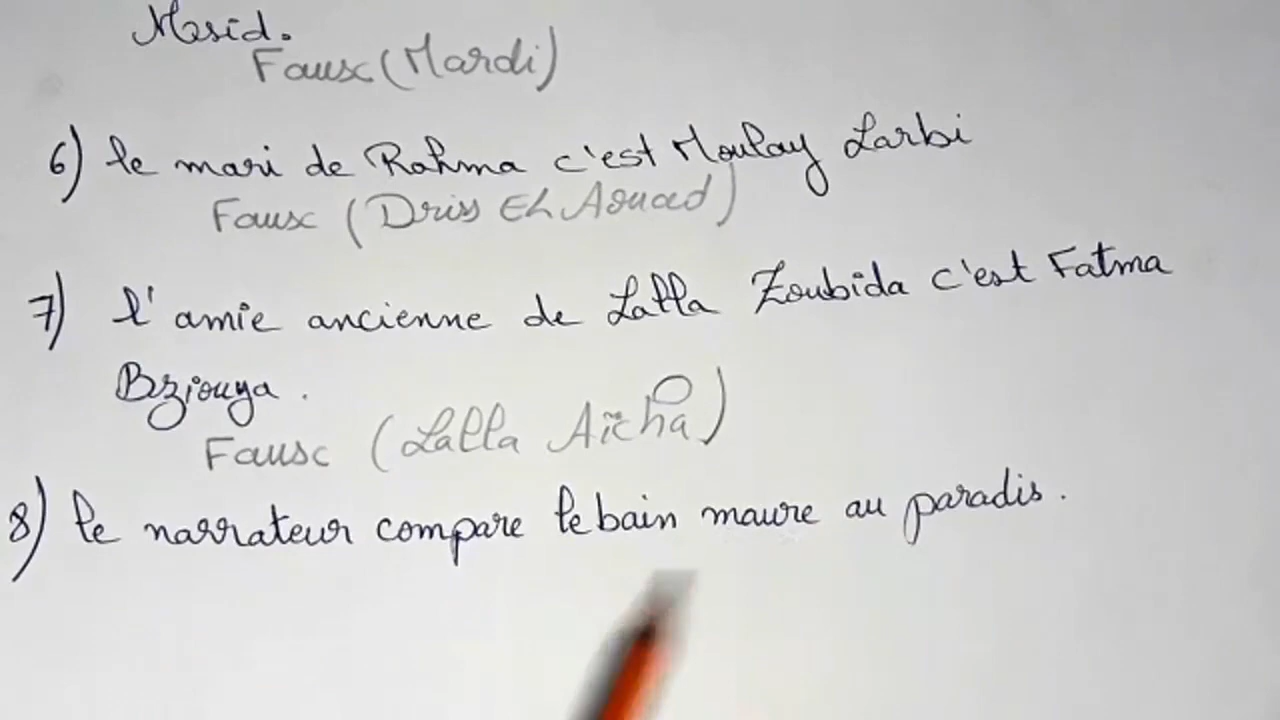 Msid.
Faux (Mardi)
6) le mari de Rahma c'est Moulay Larbi
Faux (Driss El Aouad)
7) l'amie ancienne de Lalla Zoubida c'est Fatma
Bziouya.
Faux (Lalla Aïcha)
8) le narrateur compare le bain maure au paradis.